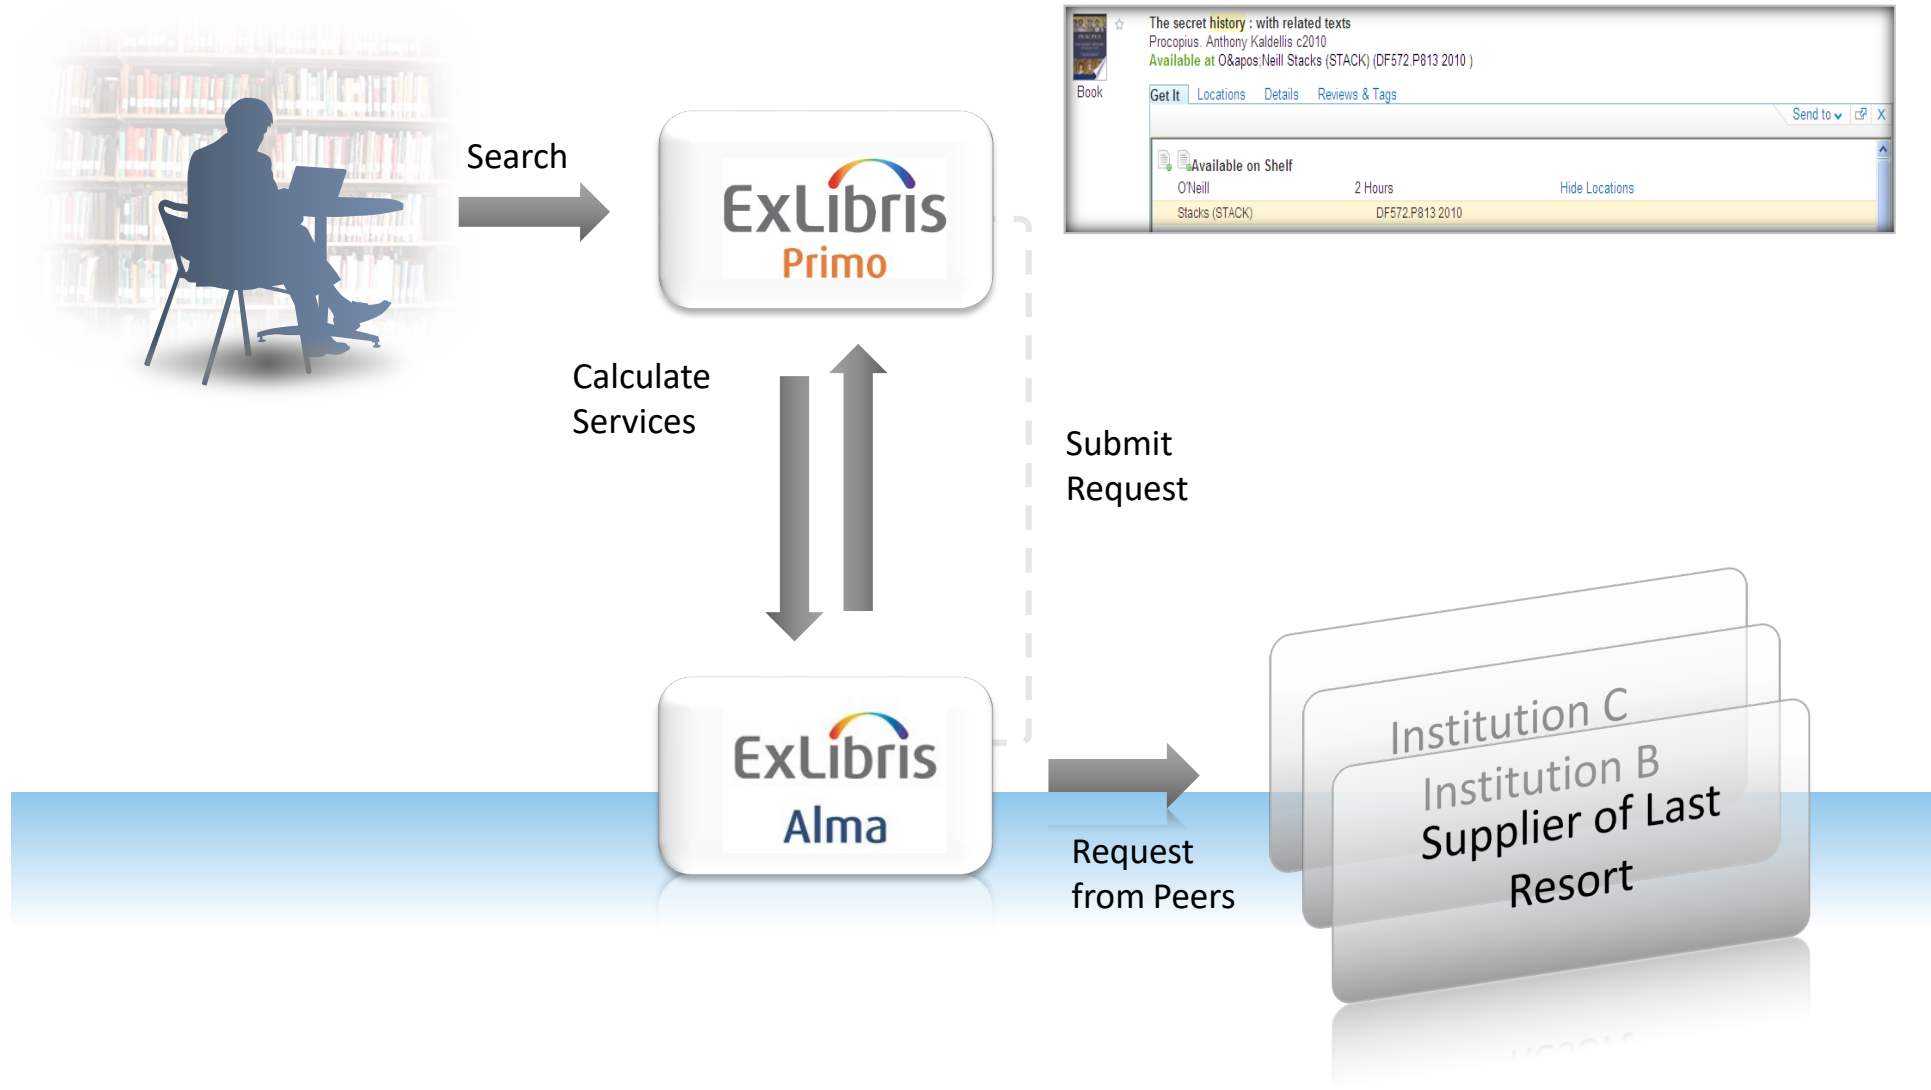 The secret history : with related texts
Procopius. Anthony Kaldellis c2010
Available at O&apos;Neill Stacks (STACK) (DF572.P813 2010 )
Book
Get It Locations Details Reviews & Tags
Send to X
Available on Shelf
O'Neill 2 Hours Hide Locations
Stacks (STACK) DF572.P813 2010
Search
ExLibris
Primo
Calculate
Services
Submit
Request
ExLibris
Alma
Request
from Peers
Institution C
Institution B
Supplier of Last
Resort